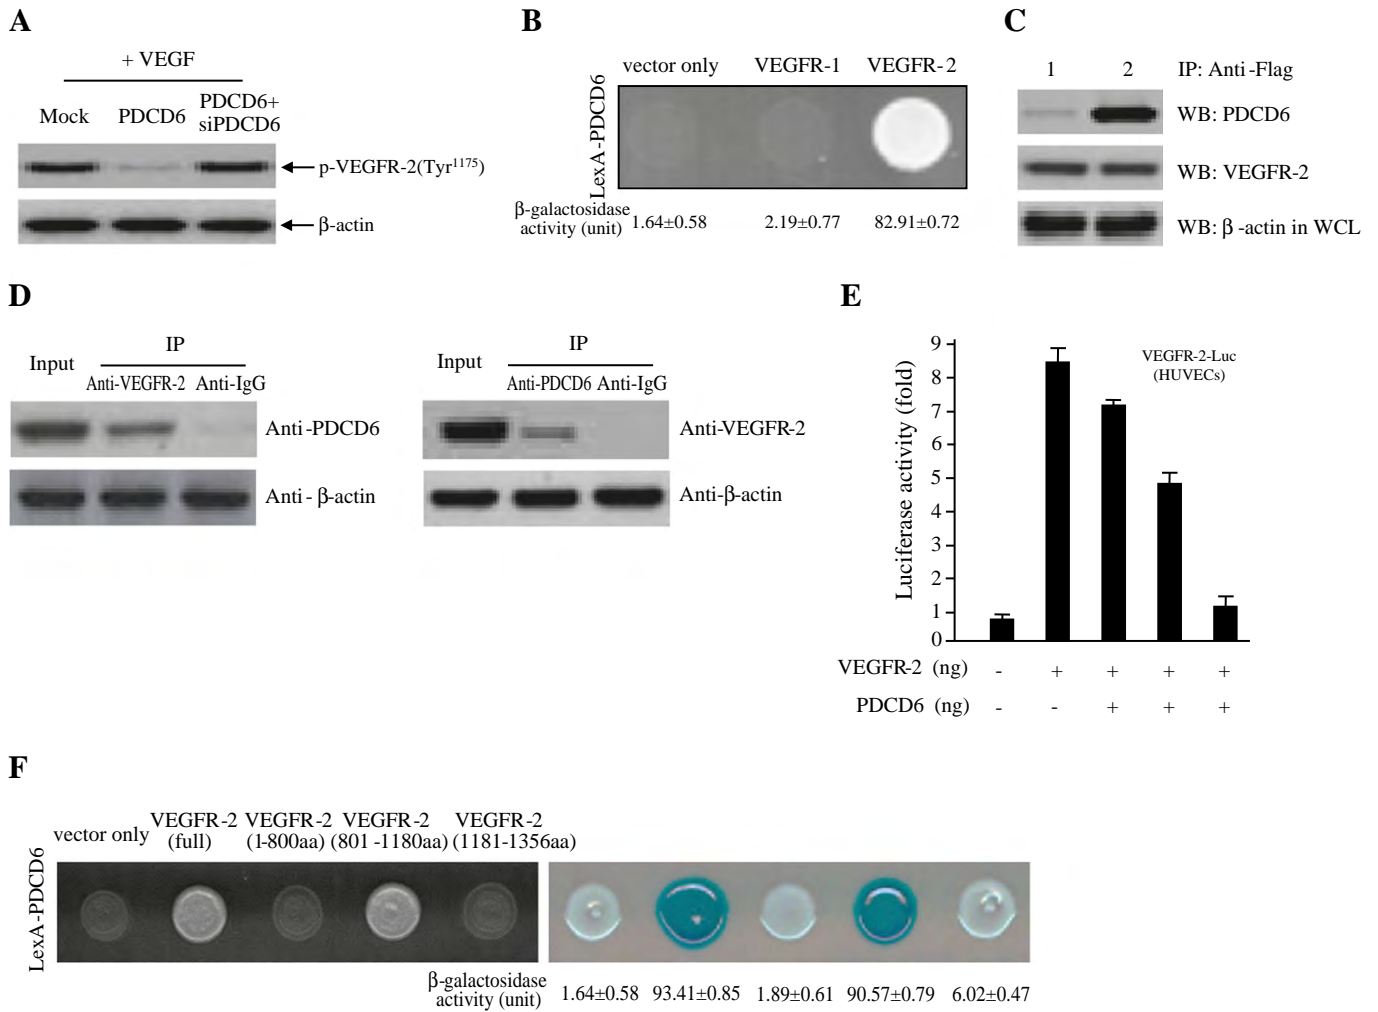 A
+ VEGF
Mock PDCD6 PDCD6+
siPDCD6
p-VEGFR-2(Tyr1175)
β-actin
B
vector only VEGFR-1 VEGFR-2
LexA-PDCD6
β-galactosidase
activity (unit) 1.64±0.58 2.19±0.77 82.91±0.72
C
1 2 IP: Anti-Flag
WB: PDCD6
WB: VEGFR-2
WB: β-actin in WCL
D
Input IP
Anti-VEGFR-2 Anti-IgG
Anti-PDCD6
Anti-β-actin
Input IP
Anti-PDCD6 Anti-IgG
Anti-VEGFR-2
Anti-β-actin
E
VEGFR-2-Luc
(HUVECs)
Luciferase activity (fold)
9
8
7
6
5
4
3
2
1
0
VEGFR-2 (ng) - + + + +
PDCD6 (ng) - - + + +
F
vector only VEGFR-2 VEGFR-2 VEGFR-2 VEGFR-2
(full) (1-800aa) (801-1180aa) (1181-1356aa)
LexA-PDCD6
β-galactosidase
activity (unit) 1.64±0.58 93.41±0.85 1.89±0.61 90.57±0.79 6.02±0.47